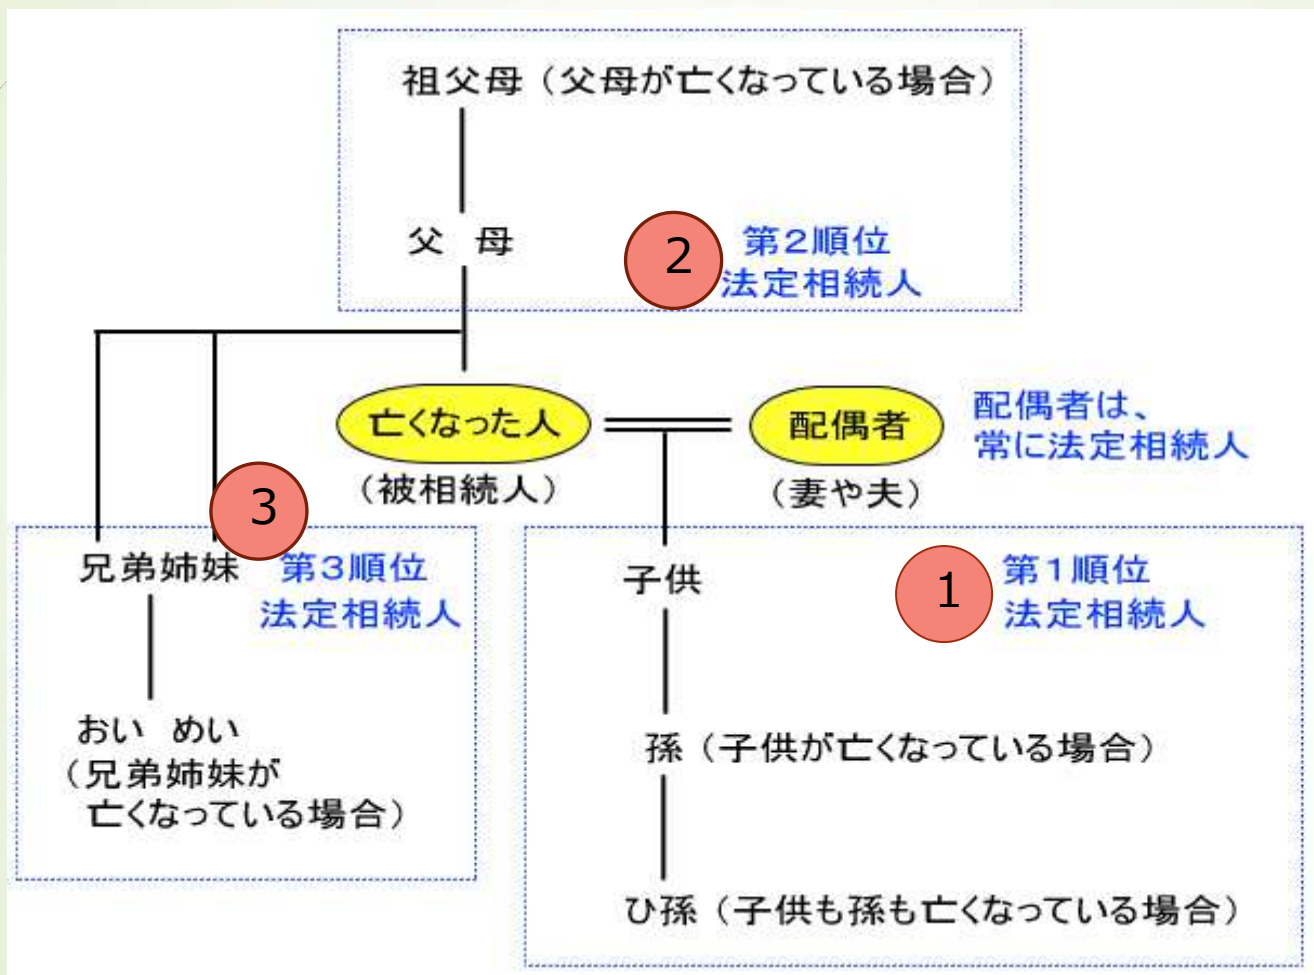 祖父母（父母が亡くなっている場合）
父 母
2
第2順位
法定相続人
亡くなった人
（被相続人）
配偶者
（妻や夫）
配偶者は、
常に法定相続人
3
兄弟姉妹
第3順位
法定相続人
おい めい
（兄弟姉妹が
亡くなっている場合）
子供
1
第1順位
法定相続人
孫（子供が亡くなっている場合）
ひ孫（子供も孫も亡くなっている場合）